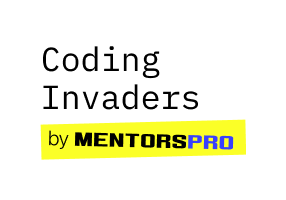 Coding
Invaders
by MENTORSPRO